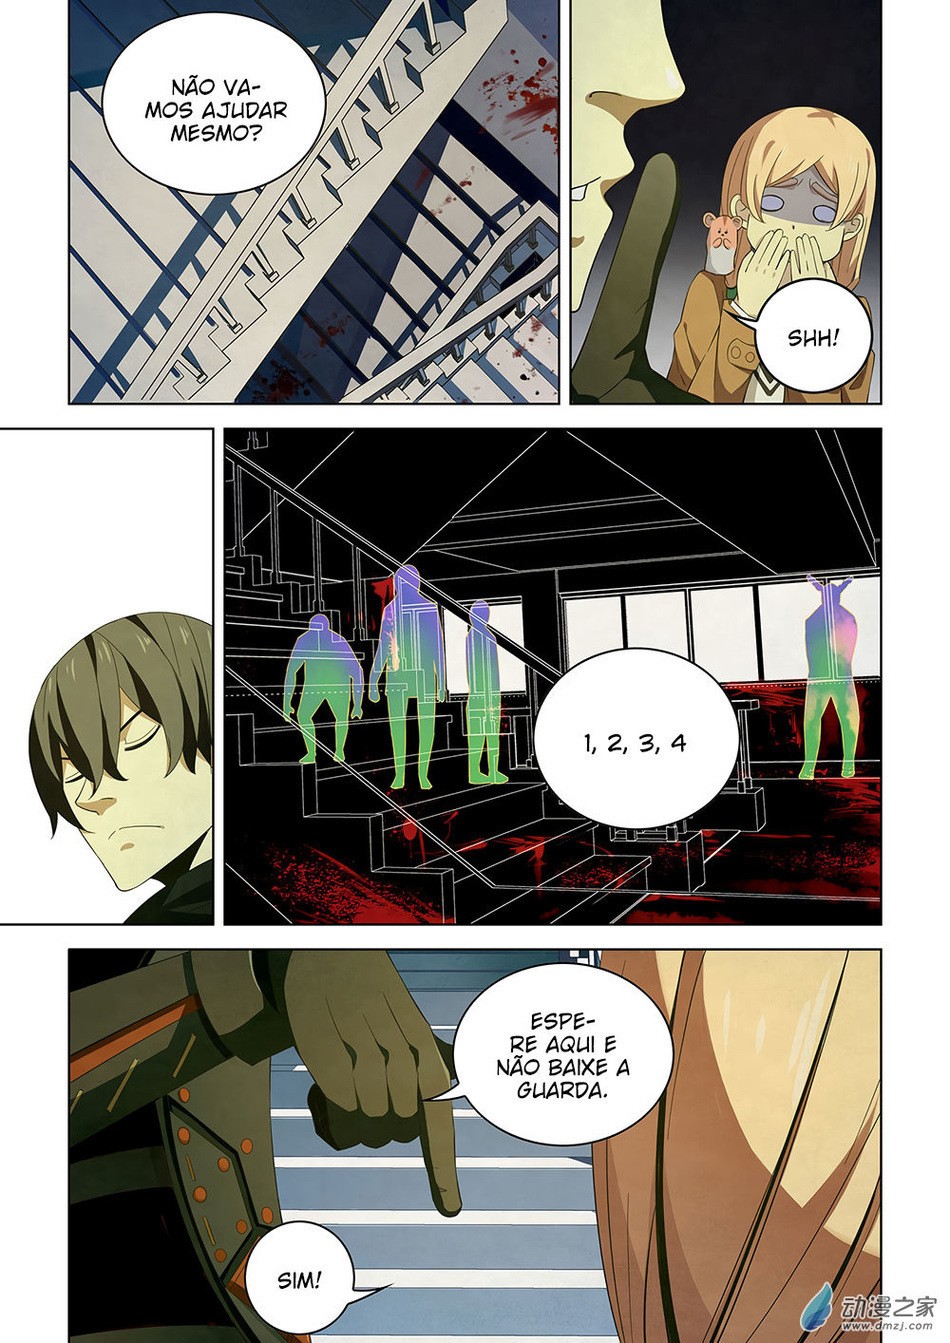 NÃO VA-
MOS AJUDAR
MESMO?
SHH!
1, 2, 3, 4
ESPE-
RE AQUI E
NÃO BAIXE A
GUARDA.
SIM!
动漫之家
www.dmzj.com